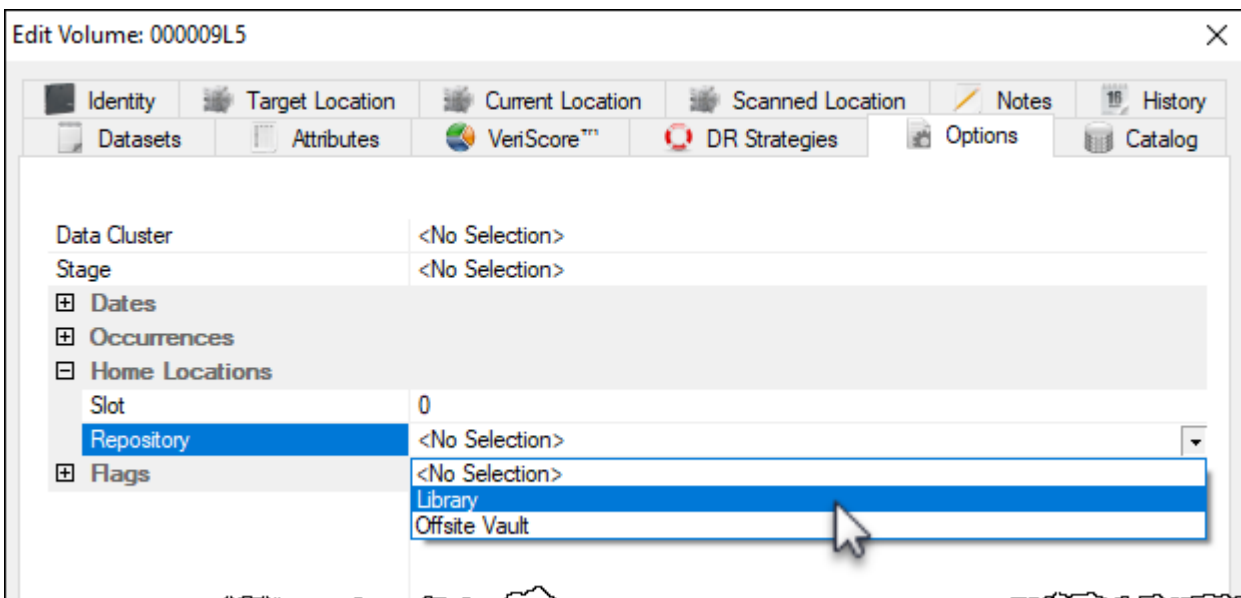 Edit Volume: 000009L5
Identity Target Location Current Location Scanned Location Notes 16 History
Datasets Attributes VeriScore™ DR Strategies Options Catalog
Data Cluster <No Selection>
Stage <No Selection>
Dates
Occurrences
Home Locations
Slot 0
Repository <No Selection>
Flags <No Selection>
Library
Offsite Vault